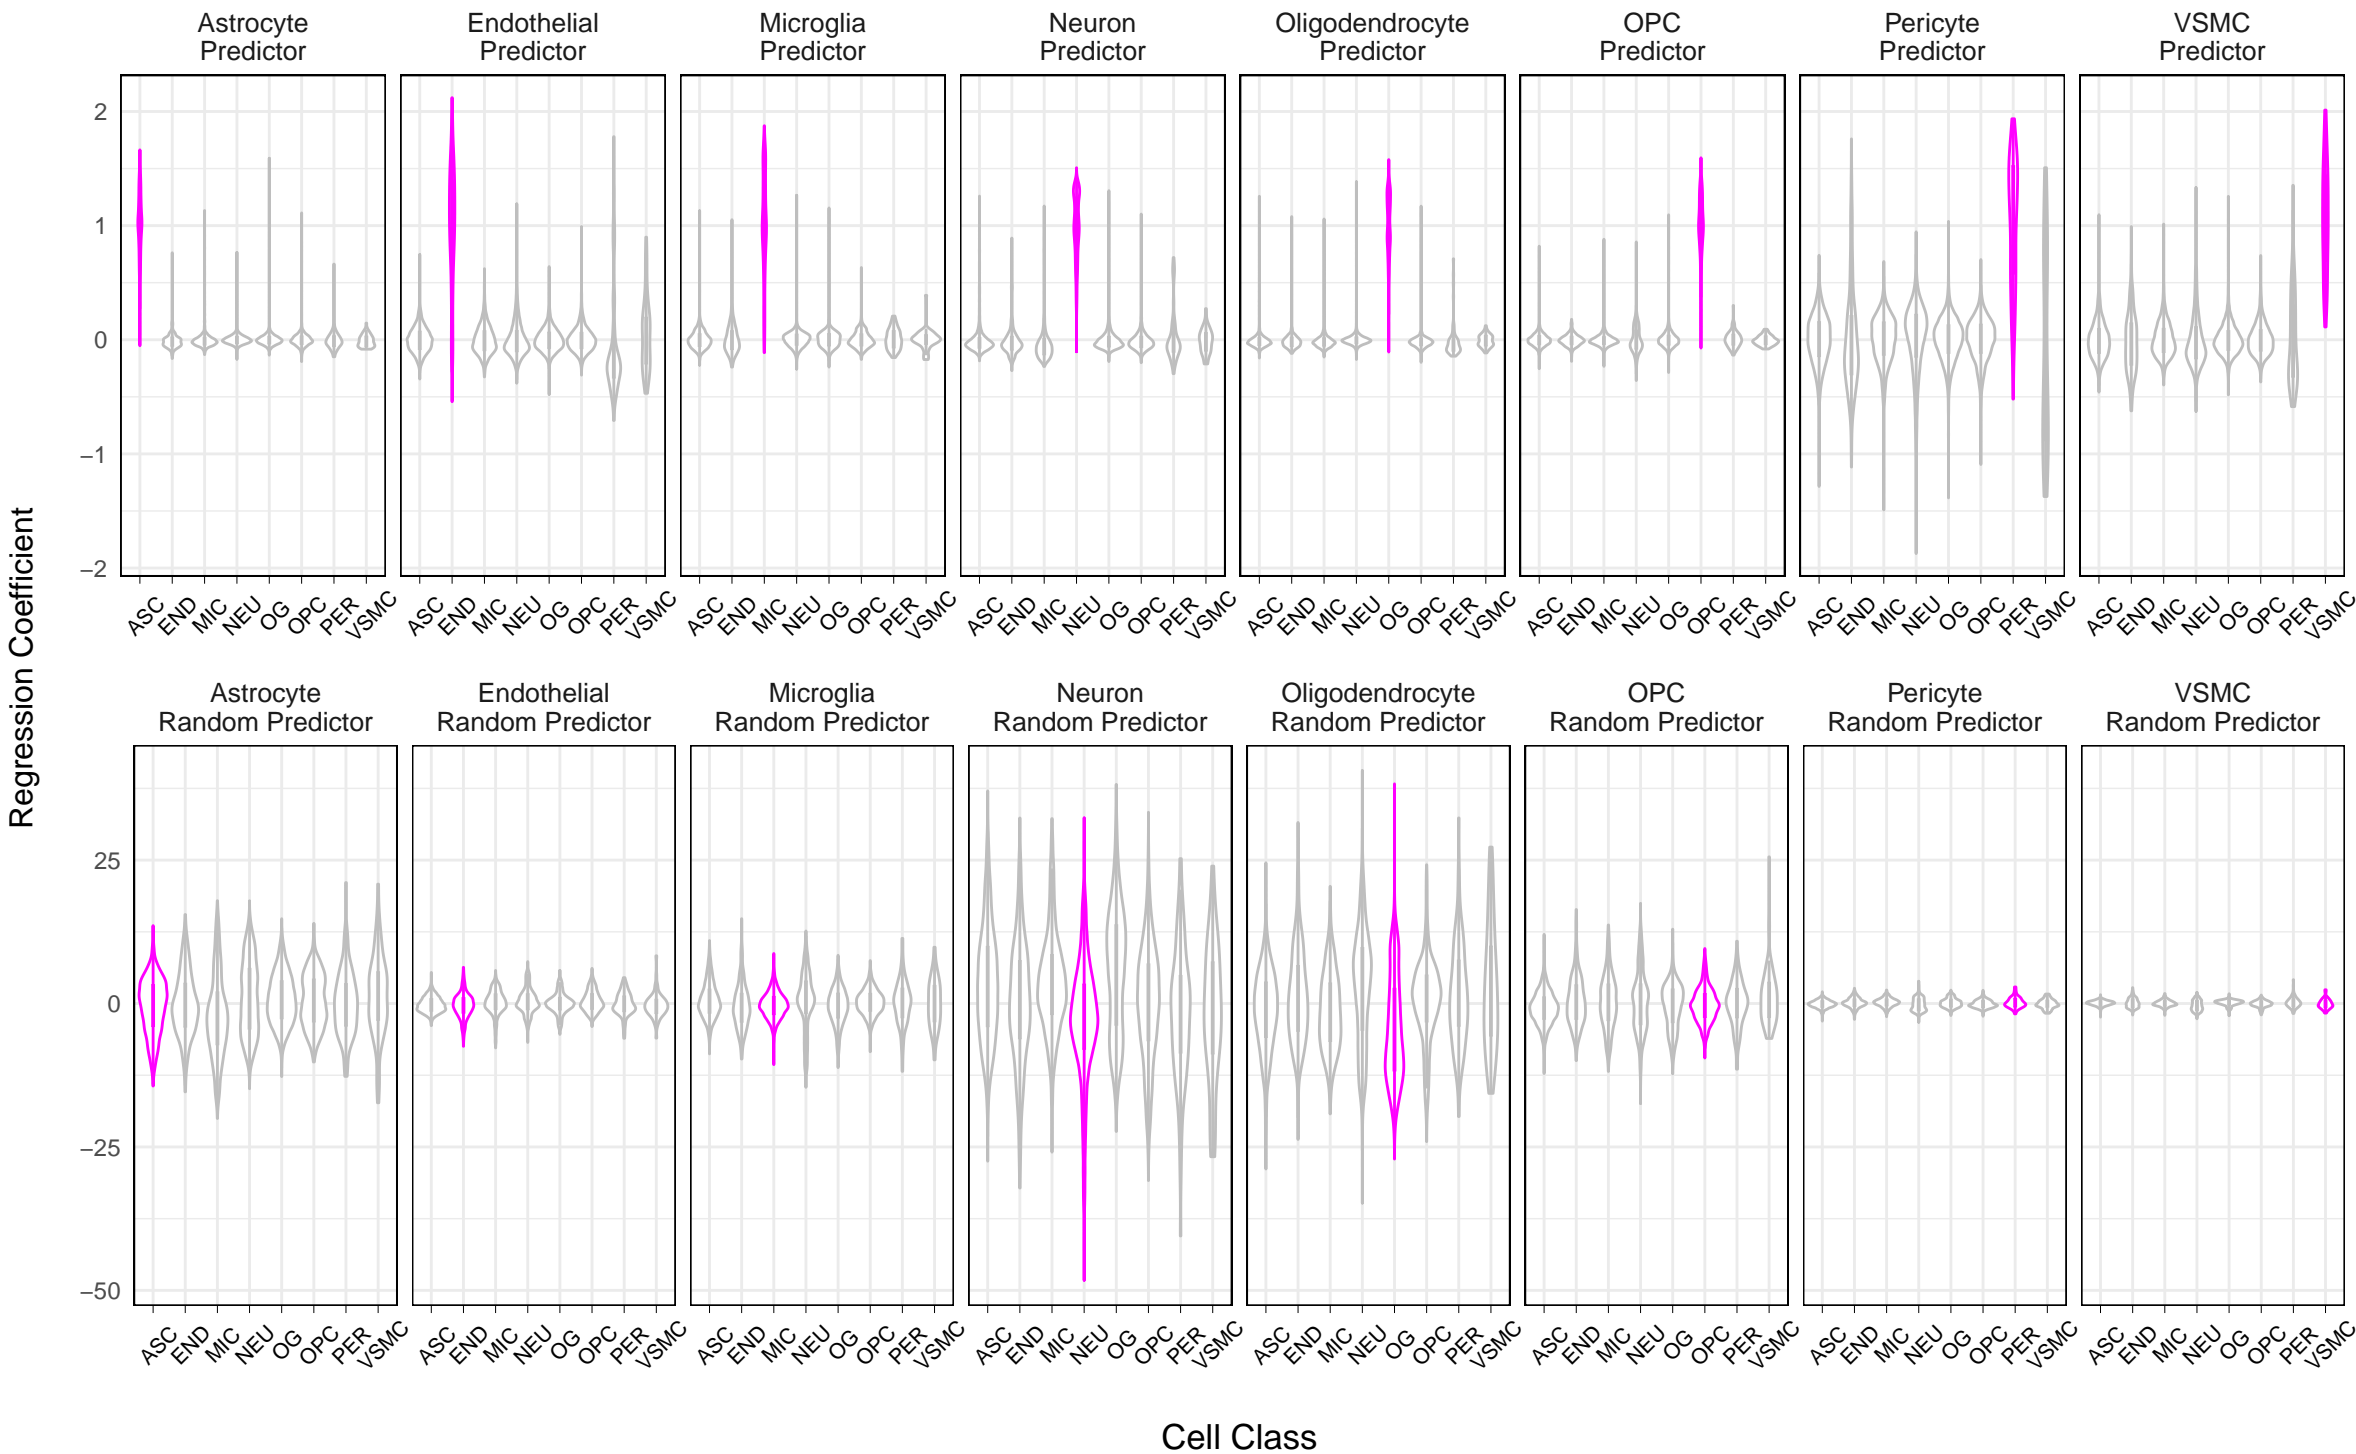 Astrocyte Endothelial Microglia Neuron Oligodendrocyte OPC Pericyte VSMC
Predictor Predictor Predictor Predictor Predictor Predictor Predictor Predictor
2
1
0
−1
−2
ASC END MIC NEU OG OPC PER VSMC ASC END MIC NEU OG OPC PER VSMC ASC END MIC NEU OG OPC PER VSMC ASC END MIC NEU OG OPC PER VSMC ASC END MIC NEU OG OPC PER VSMC ASC END MIC NEU OG OPC PER VSMC ASC END MIC NEU OG OPC PER VSMC ASC END MIC NEU OG OPC PER VSMC
Regression Coefficient
Astrocyte Endothelial Microglia Neuron Oligodendrocyte OPC Pericyte VSMC
Random Predictor Random Predictor Random Predictor Random Predictor Random Predictor Random Predictor Random Predictor Random Predictor
25
0
−25
−50
ASC END MIC NEU OG OPC PER VSMC ASC END MIC NEU OG OPC PER VSMC ASC END MIC NEU OG OPC PER VSMC ASC END MIC NEU OG OPC PER VSMC ASC END MIC NEU OG OPC PER VSMC ASC END MIC NEU OG OPC PER VSMC ASC END MIC NEU OG OPC PER VSMC ASC END MIC NEU OG OPC PER VSMC
Cell Class